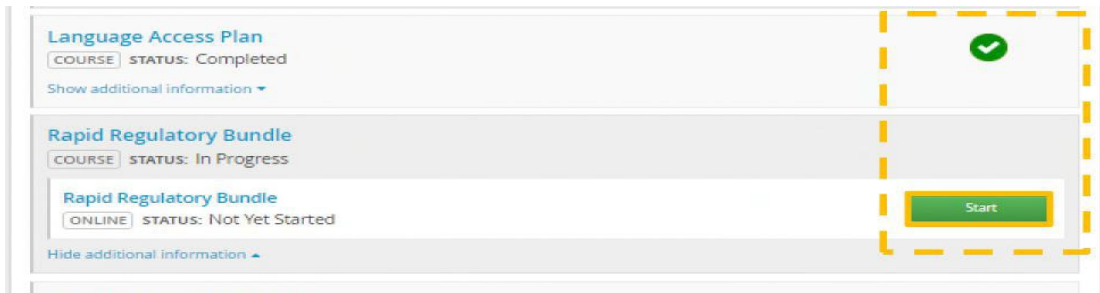 Language Access Plan
COURSE STATUS: Completed
Show additional information
Rapid Regulatory Bundle
COURSE STATUS: In Progress
Rapid Regulatory Bundle
ONLINE STATUS: Not Yet Started
Start
Hide additional information